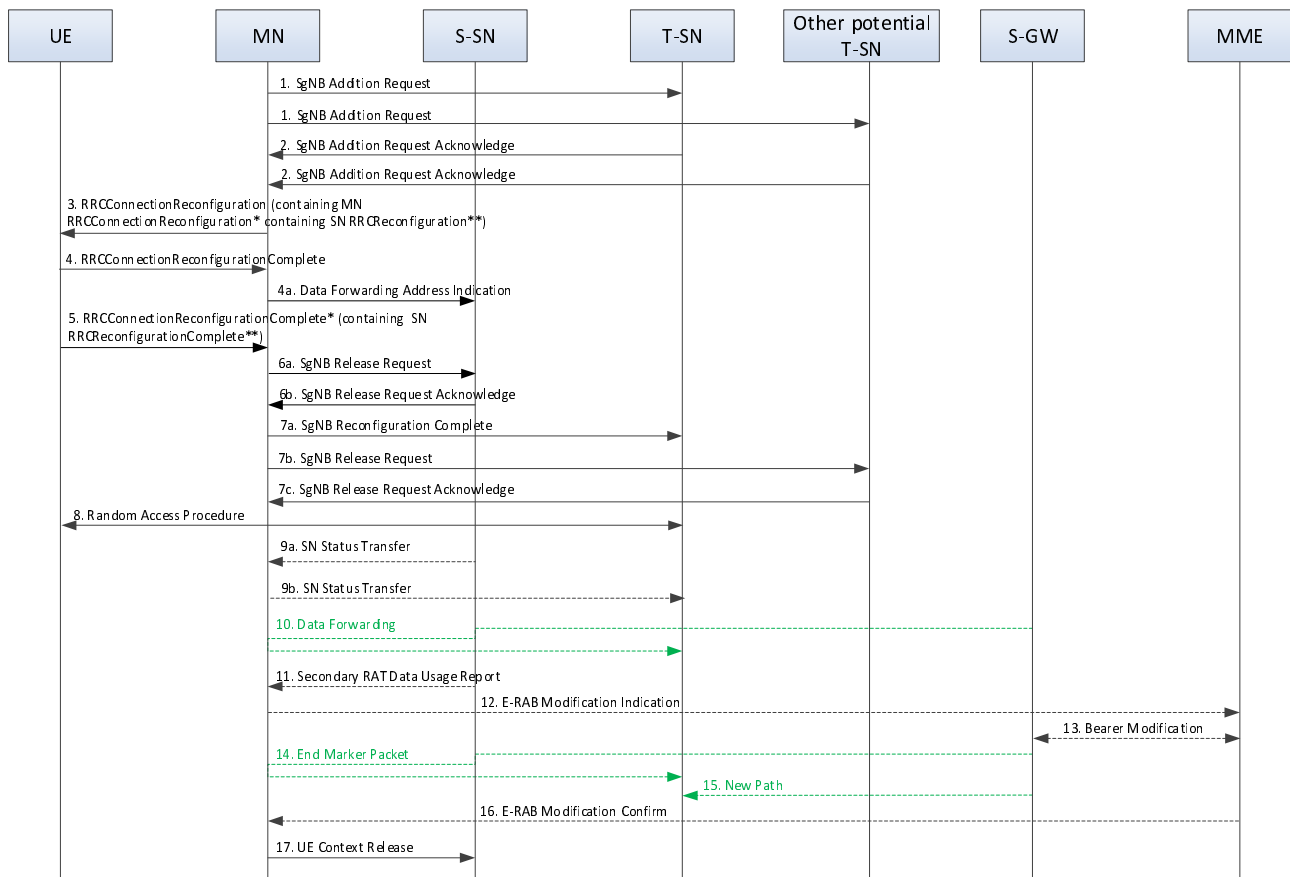 UE
MN
S-SN
T-SN
Other potential
T-SN
S-GW
MME
1. SgNB Addition Request
1. SgNB Addition Request
2. SgNB Addition Request Acknowledge
2. SgNB Addition Request Acknowledge
3. RRCConnectionReconfiguration (containing MN
RRCConnectionReconfiguration* containing SN RRCReconfiguration**)
4. RRCConnectionReconfigurationComplete
4a. Data Forwarding Address Indication
5. RRCConnectionReconfigurationComplete* (containing SN
RRCReconfigurationComplete**)
6a. SgNB Release Request
6b. SgNB Release Request Acknowledge
7a. SgNB Reconfiguration Complete
7b. SgNB Release Request
7c. SgNB Release Request Acknowledge
8. Random Access Procedure
9a. SN Status Transfer
9b. SN Status Transfer
10. Data Forwarding
11. Secondary RAT Data Usage Report
12. E-RAB Modification Indication
13. Bearer Modification
14. End Marker Packet
15. New Path
16. E-RAB Modification Confirm
17. UE Context Release